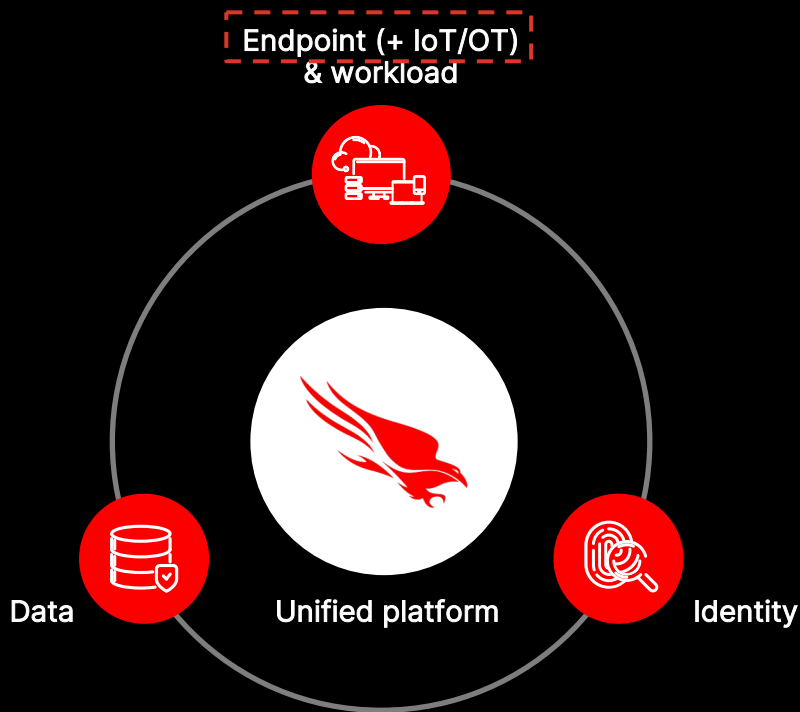 Endpoint (+ IoT/OT)
& workload
Data
Unified platform
Identity